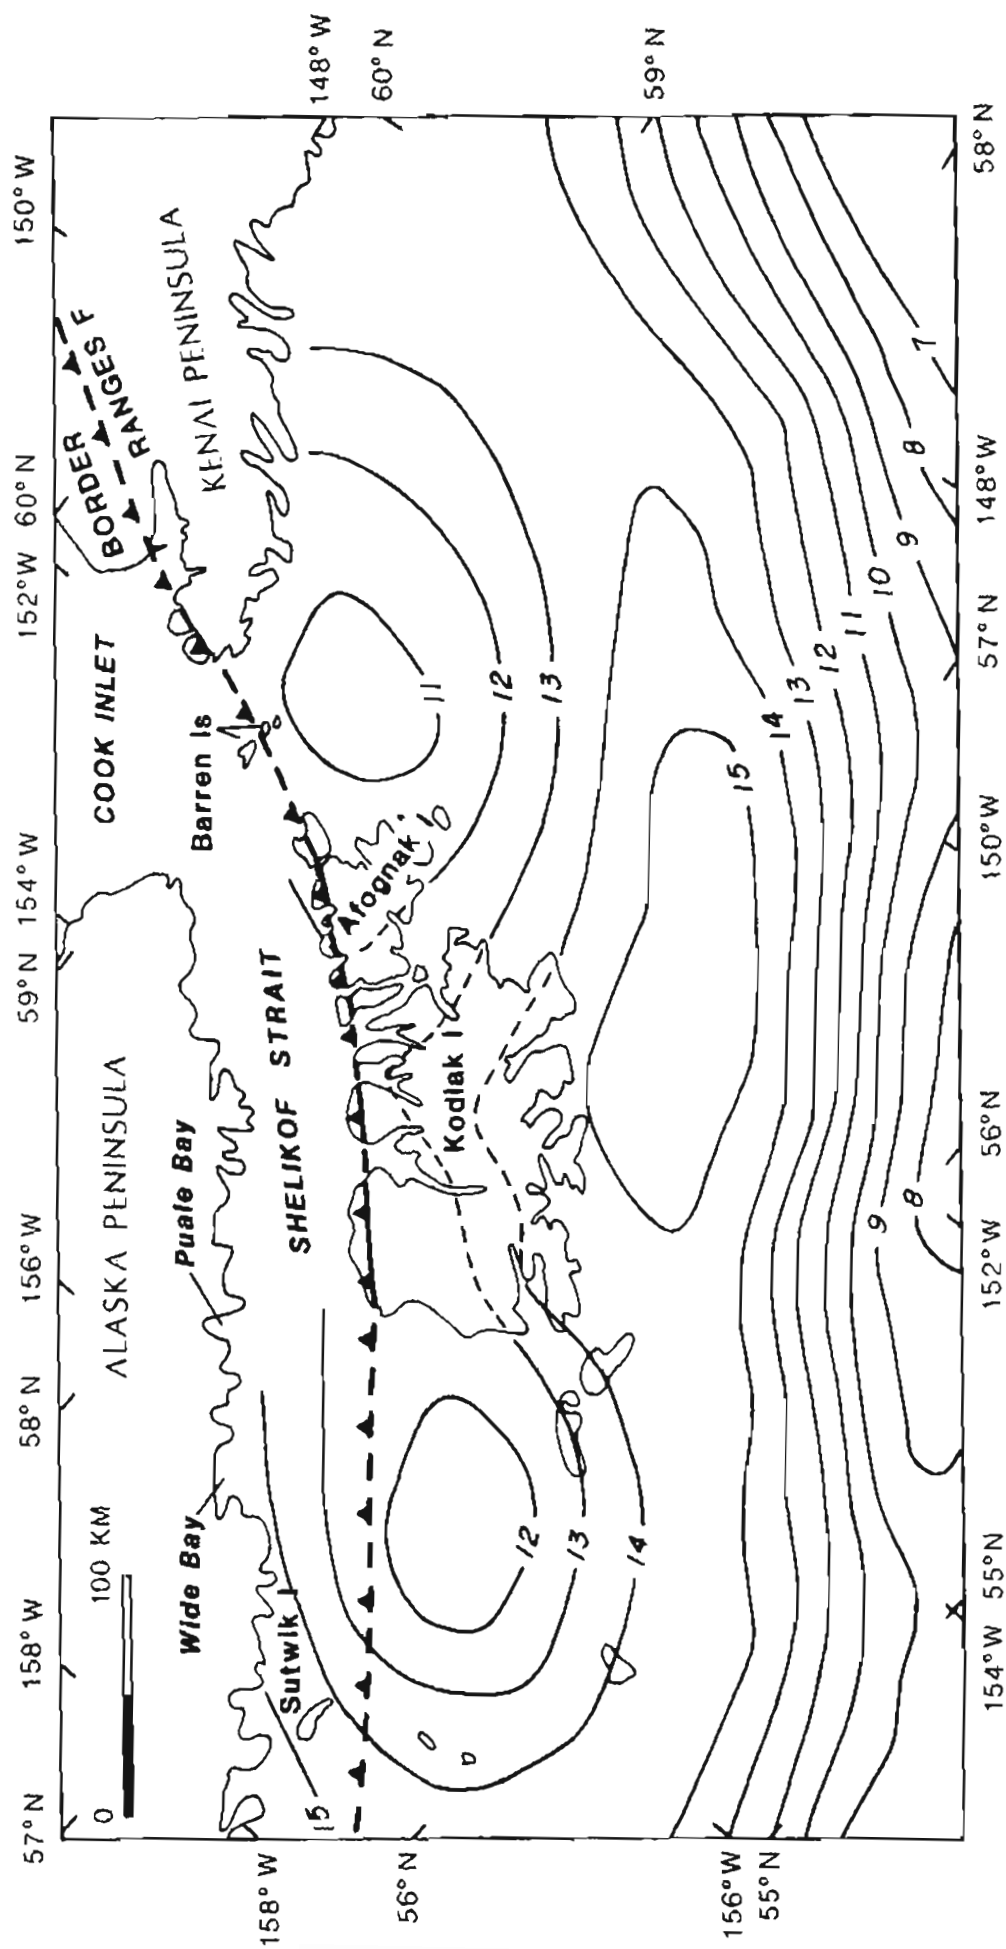 57° N
158° W
58° N
156° W
59° N
154° W
152° W
60° N
150° W
0
100 KM
ALASKA PENINSULA
COOK INLET
BORDER
RANGES F
KENAI PENINSULA
148° W
60° N
59° N
Wide Bay
Puale Bay
Barren Is
Sutwik I
SHELIKOF STRAIT
Afognak I
Kodiak I
15
12
13
14
11
12
13
15
14
13
12
11
10
9
8
7
9
8
158° W
56° N
156° W
55° N
154° W
55° N
152° W
56° N
150° W
57° N
148° W
58° N